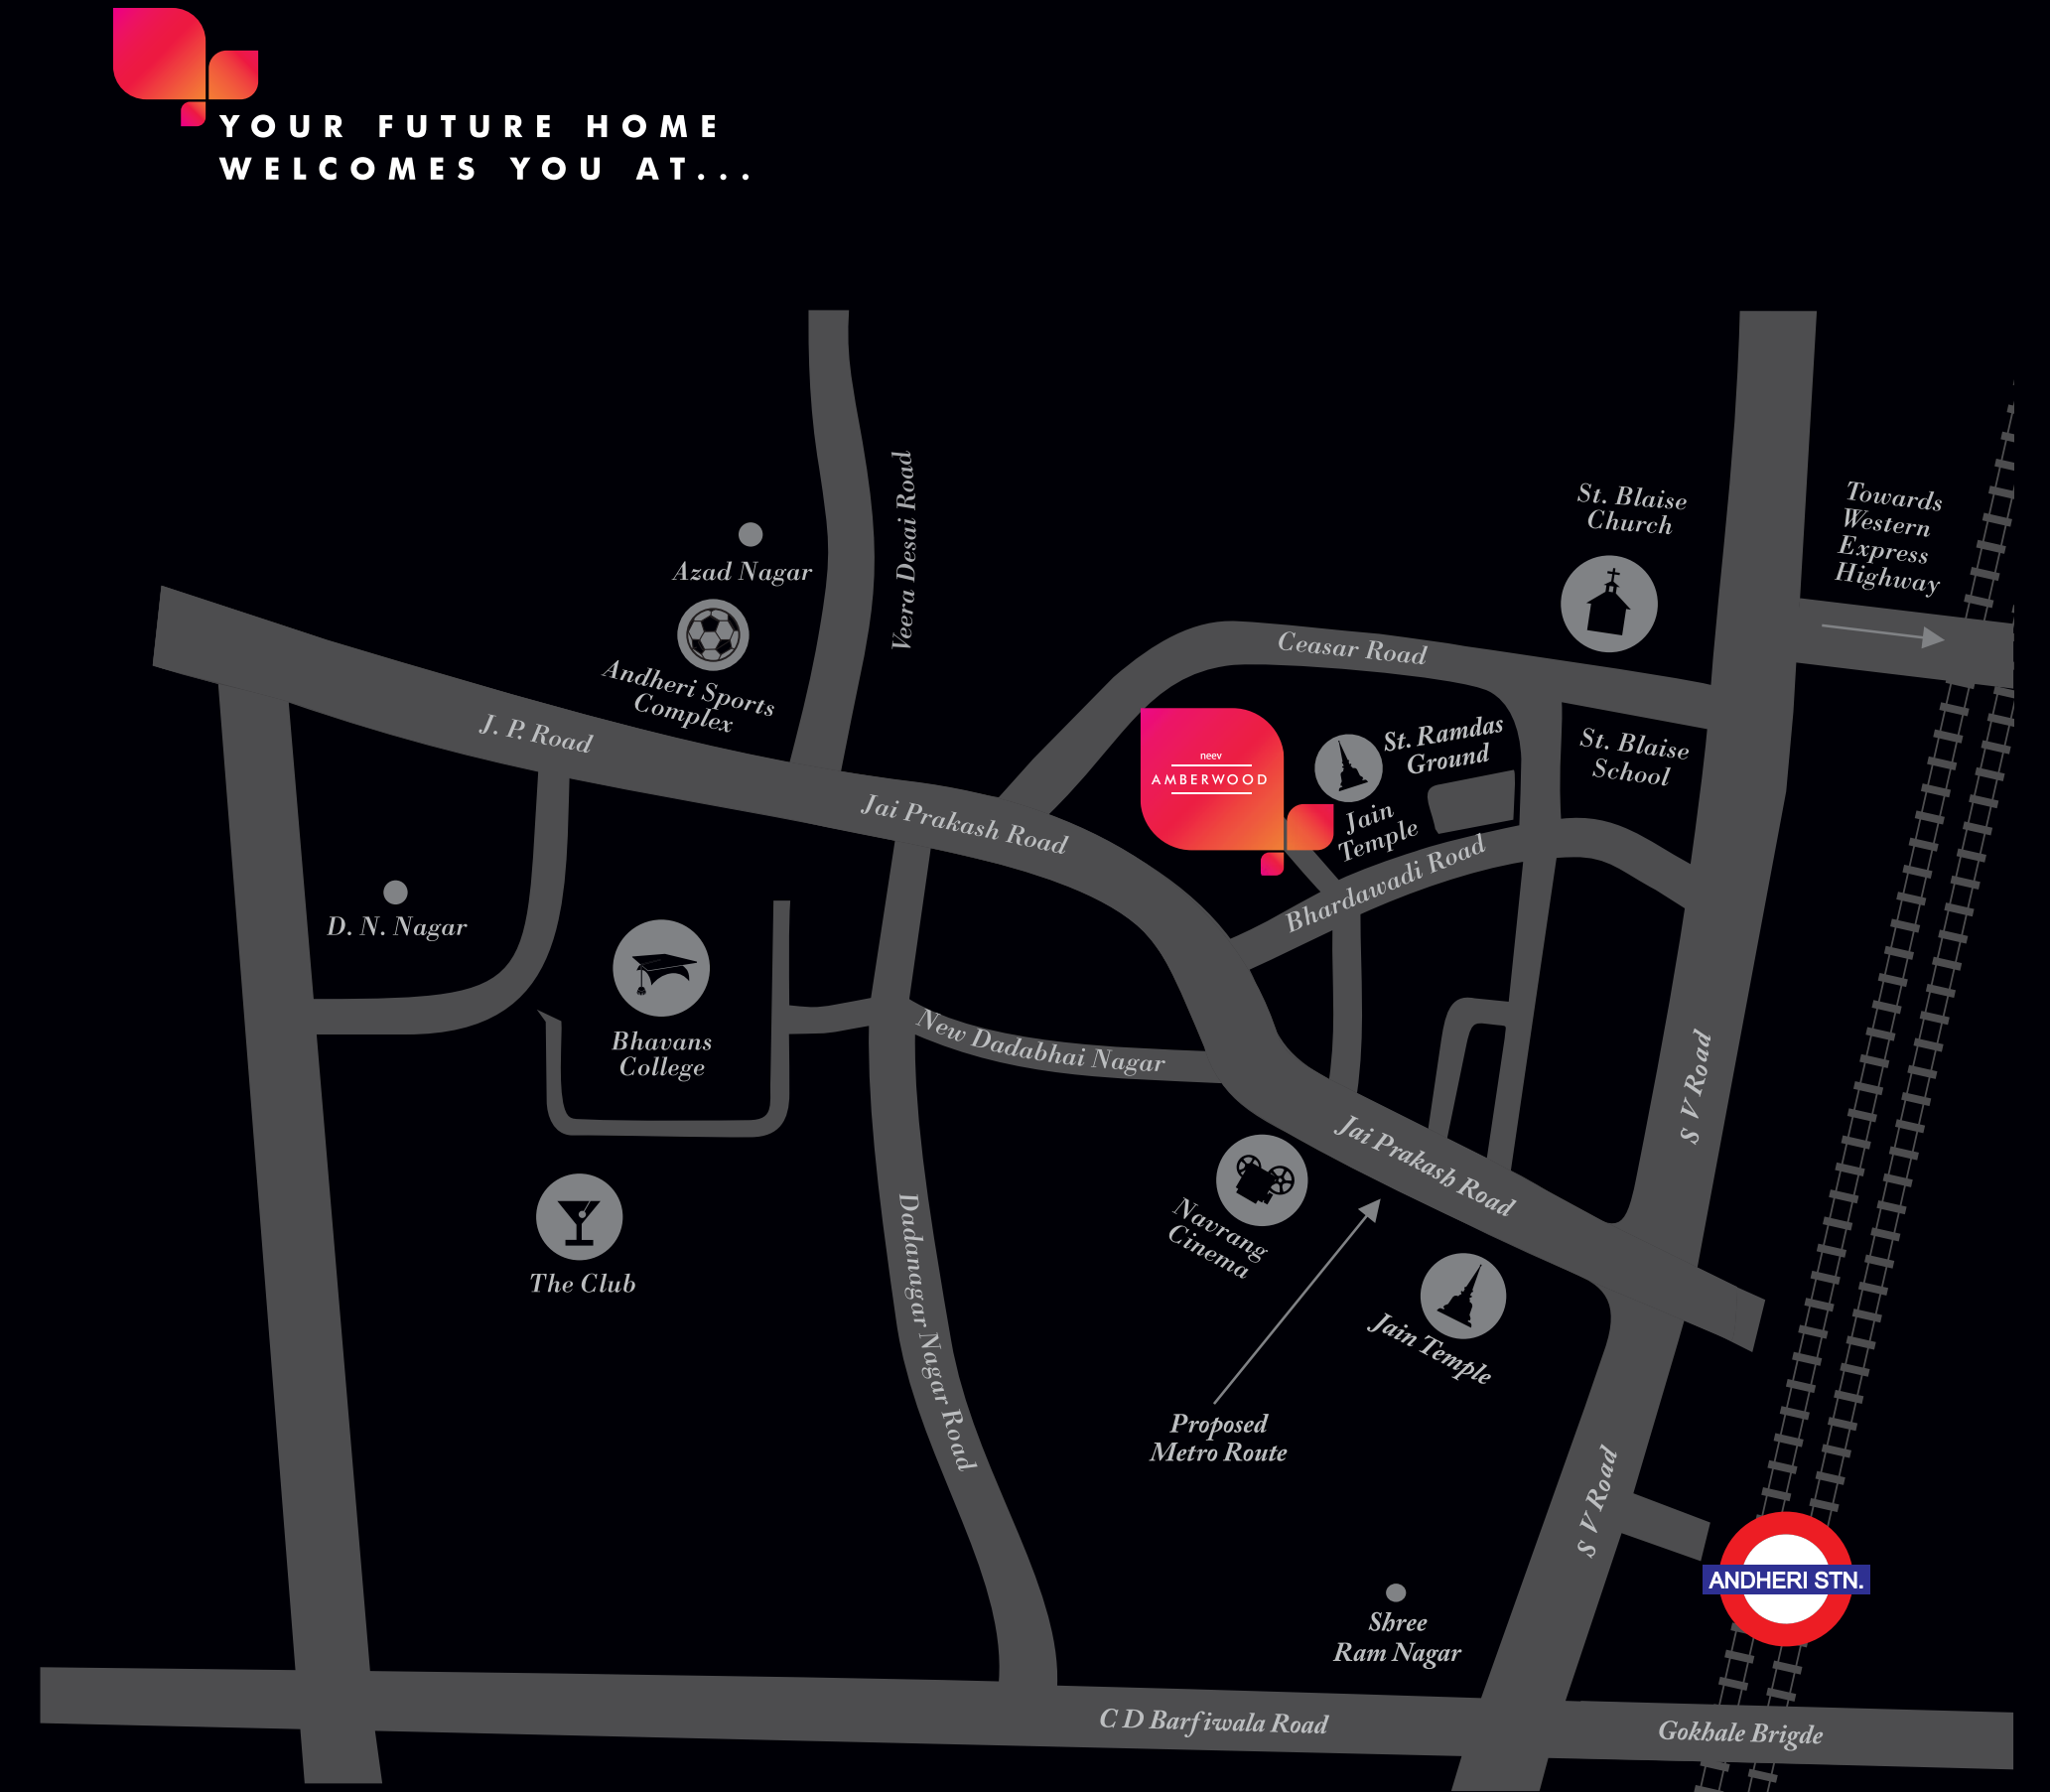 YOUR FUTURE HOME
WELCOMES YOU AT...
Veera Desai Road
Azad Nagar
Andheri Sports
Complex
J. P. Road
Jai Prakash Road
Ceasar Road
St. Blaise
Church
Towards
Western
Express
Highway
neev
AMBERWOOD
St. Ramdas
Ground
Jain
Temple
St. Blaise
School
Bhardawadi Road
D. N. Nagar
Bhavans
College
New Dadabhai Nagar
S V Road
Jai Prakash Road
Navrang
Cinema
The Club
Dadanagar Nagar Road
Jain Temple
Proposed
Metro Route
S V Road
ANDHERI STN.
Shree
Ram Nagar
C D Barfiwala Road
Gokhale Brigde